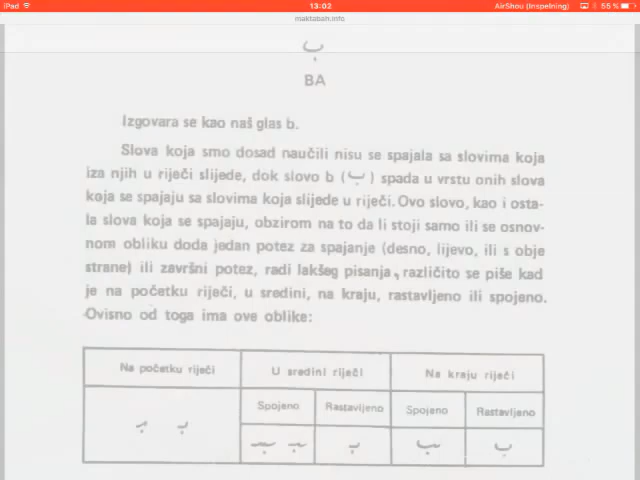 iPad 13:02 AirShou (Inspelning) 55 %
maktabah.info
ب
BA
Izgovara se kao naš glas b.
Slova koja smo dosad naučili nisu se spajala sa slovima koja
iza njih u riječi slijede, dok slovo b (ب) spada u vrstu onih slova
koja se spajaju sa slovima koja slijede u riječi. Ovo slovo, kao i osta-
la slova koja se spajaju, obzirom na to da li stoji samo ili se osnov-
nom obliku doda jedan potez za spajanje (desno, lijevo, ili s obje
strane) ili završni potez, radi lakšeg pisanja, različito se piše kad
je na početku riječi, u sredini, na kraju, rastavljeno ili spojeno.
Ovisno od toga ima ove oblike:
Na početku riječi U sredini riječi Na kraju riječi
Spojeno Rastavljeno Spojeno Rastavljeno
بـ بـ ـبـ ـبـ بـ ـب ب